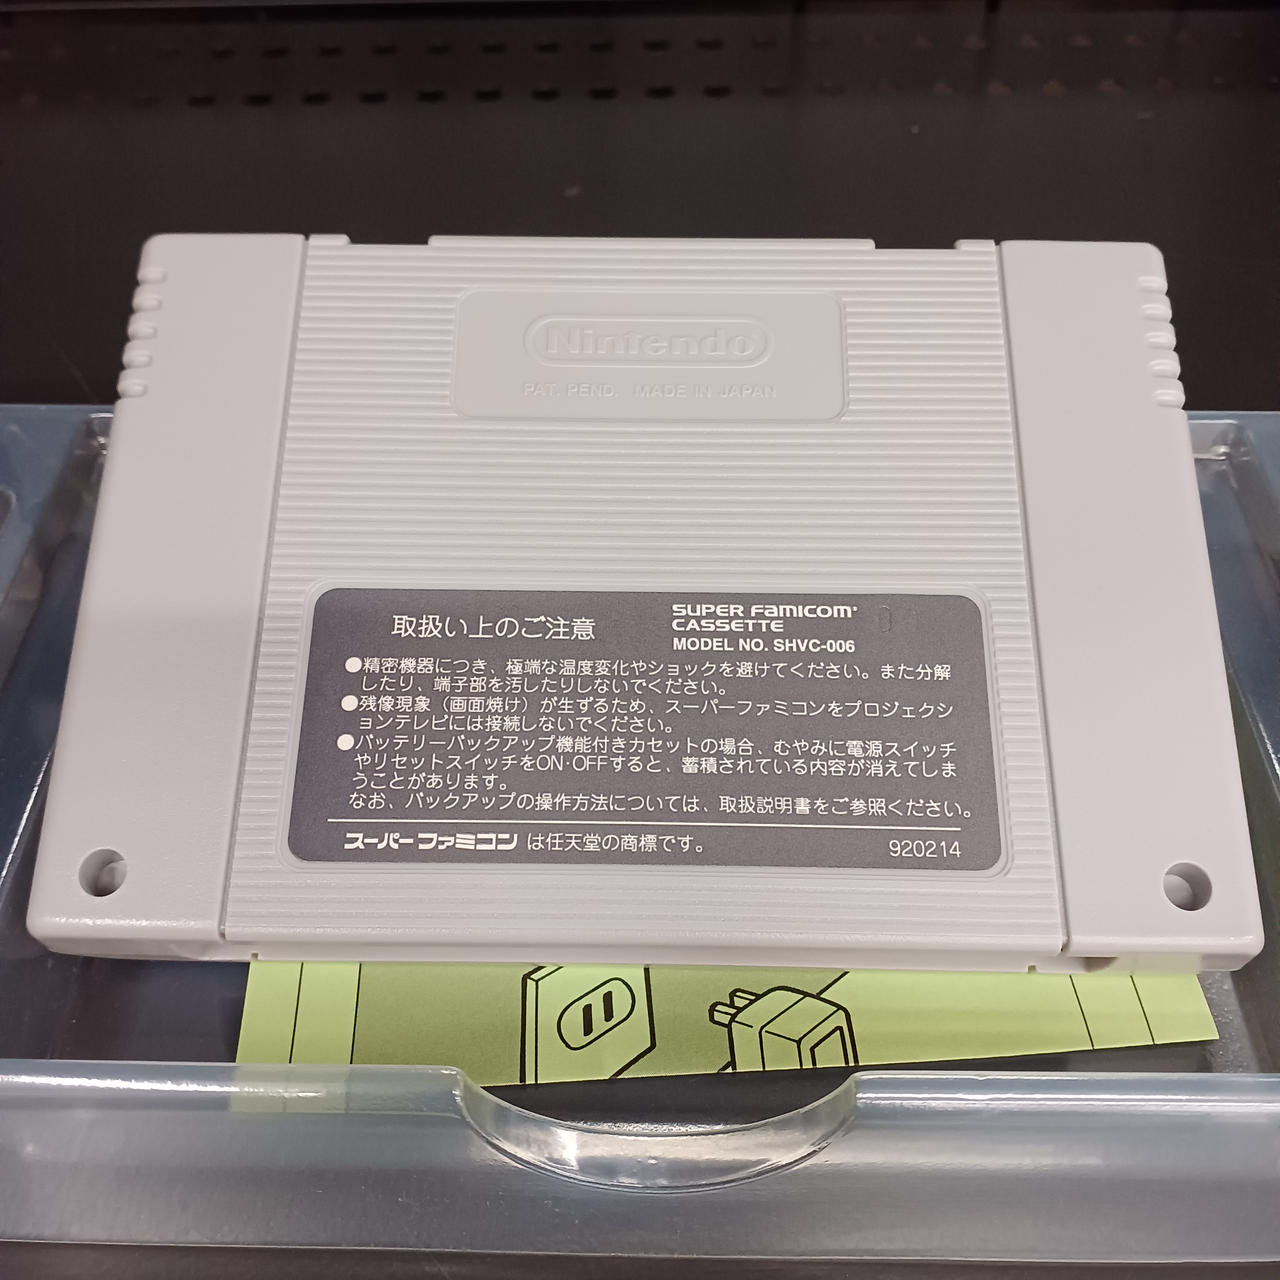 Nintendo
PAT. PEND. MADE IN JAPAN
取扱い上のご注意
SUPER FAMICOM
CASSETTE
MODEL NO. SHVC-006
●精密機器につき、極端な温度変化やショックを避けてください。また分解
したり、端子部を汚したりしないでください。
●残像現象（画面焼け）が生ずるため、スーパーファミコンをプロジェクシ
ョンテレビには接続しないでください。
●バッテリーバックアップ機能付きカセットの場合、むやみに電源スイッチ
やリセットスイッチをON・OFFすると、蓄積されている内容が消えてしま
うことがあります。
なお、バックアップの操作方法については、取扱説明書をご参照ください。
スーパーファミコン は任天堂の商標です。
920214